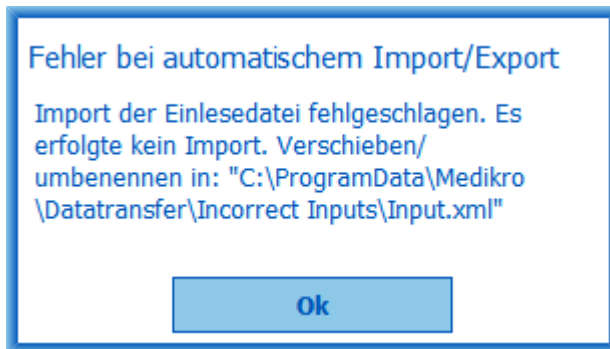 Fehler bei automatischem Import/Export
Import der Einlesedatei fehlgeschlagen. Es
erfolgte kein Import. Verschieben/
umbenennen in: "C:\ProgramData\Medikro
\Datatransfer\Incorrect Inputs\Input.xml"
Ok